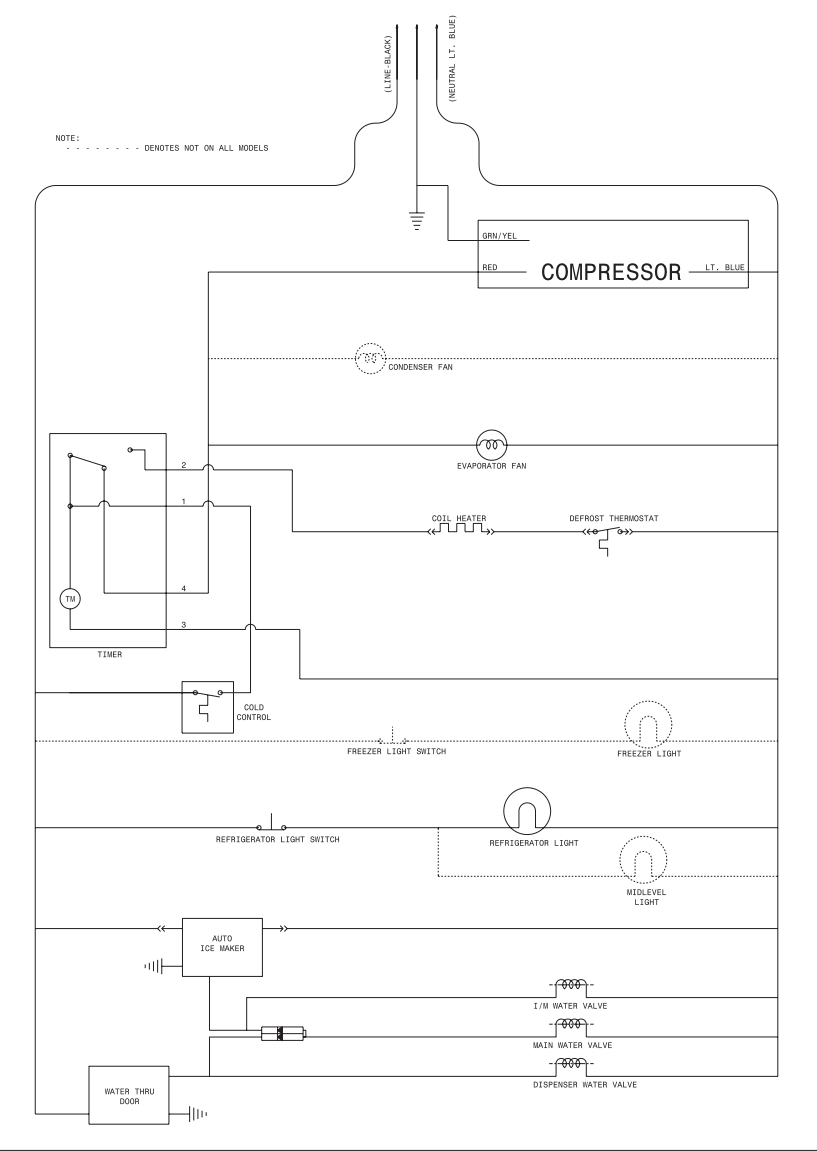 (LINE-BLACK)
(NEUTRAL LT. BLUE)
NOTE:
- - - - - - - - DENOTES NOT ON ALL MODELS
GRN/YEL
RED
COMPRESSOR
LT. BLUE
CONDENSER FAN
EVAPORATOR FAN
2
1
COIL HEATER
DEFROST THERMOSTAT
4
TM
3
TIMER
COLD
CONTROL
FREEZER LIGHT SWITCH
FREEZER LIGHT
REFRIGERATOR LIGHT SWITCH
REFRIGERATOR LIGHT
MIDLEVEL
LIGHT
AUTO
ICE MAKER
I/M WATER VALVE
MAIN WATER VALVE
DISPENSER WATER VALVE
WATER THRU
DOOR